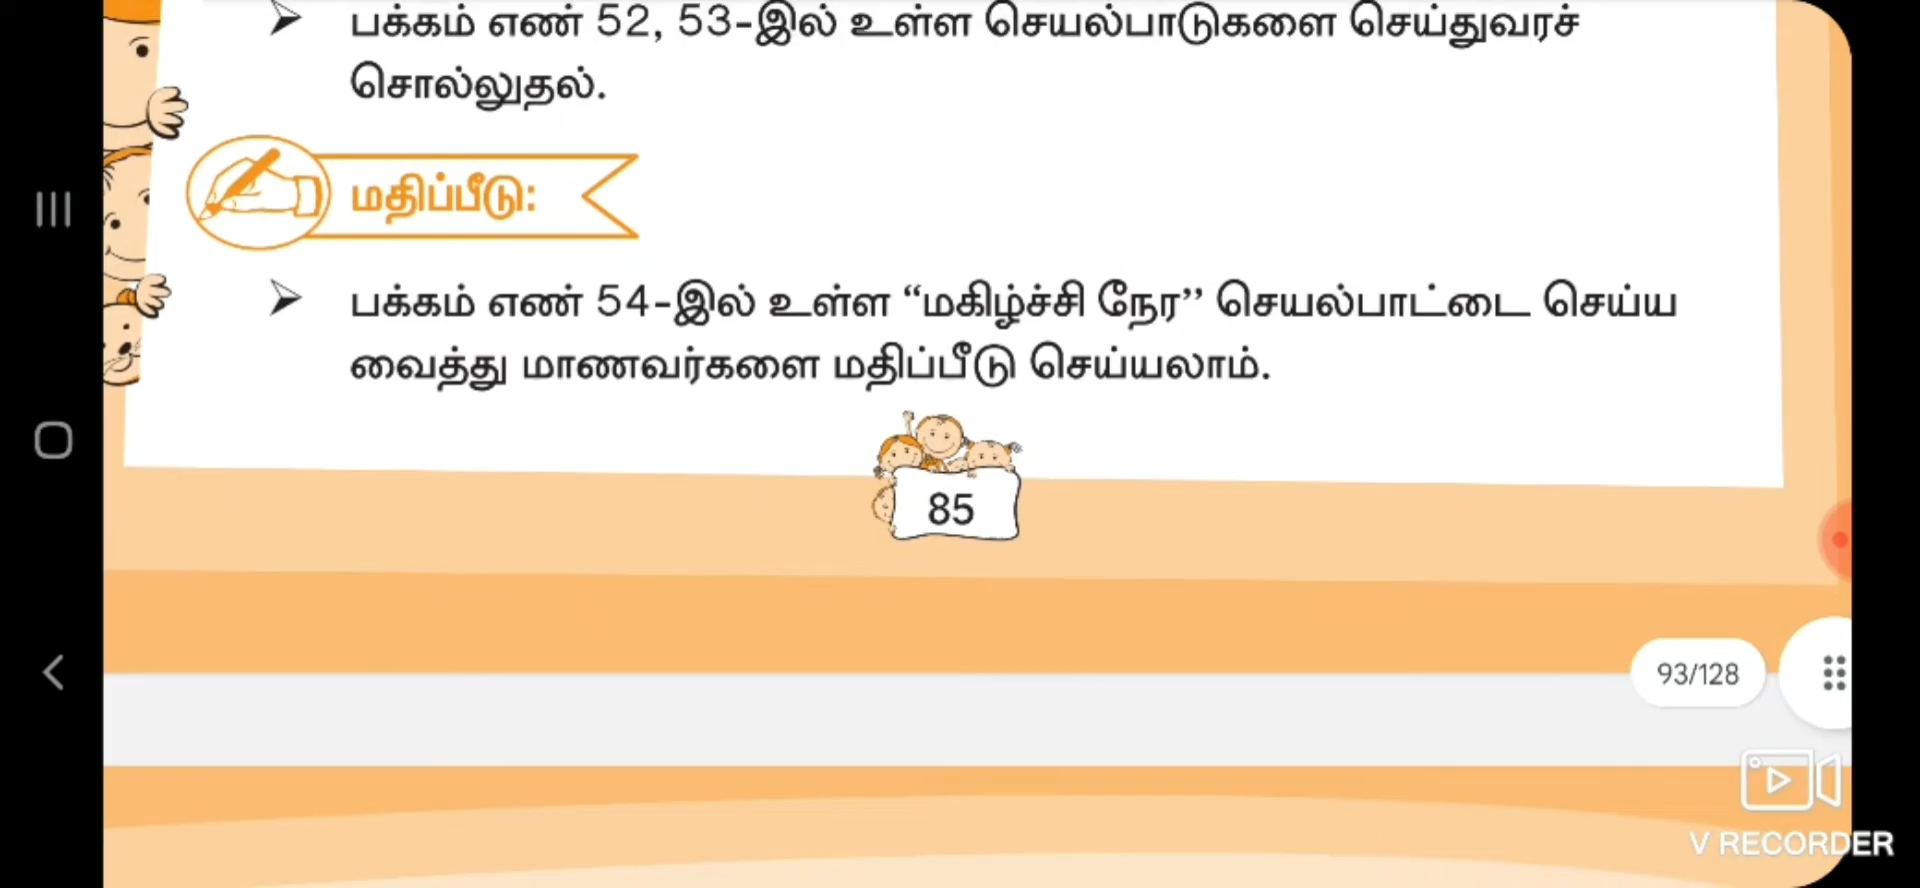 பக்கம் எண் 52, 53-இல் உள்ள செயல்பாடுகளை செய்துவரச்
சொல்லுதல்.
மதிப்பீடு:
பக்கம் எண் 54-இல் உள்ள “மகிழ்ச்சி நேர’’ செயல்பாட்டை செய்ய
வைத்து மாணவர்களை மதிப்பீடு செய்யலாம்.
85
93/128
V RECORDER